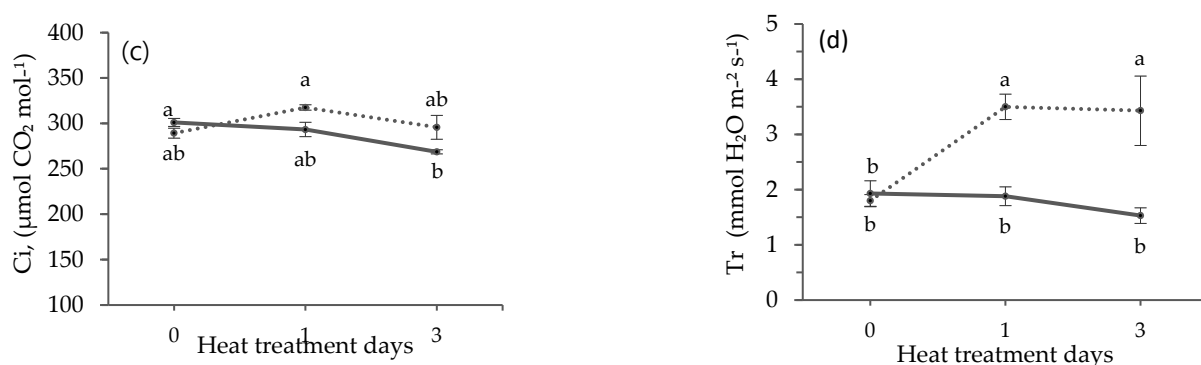 (c)
Ci, (µmol CO₂ mol-¹)
400
350
300
250
200
150
100
a
a
ab
ab
ab
b
0
1
3
Heat treatment days
(d)
Tr (mmol H₂O m-² s-¹)
5
4
3
2
1
0
a
a
b
b
b
b
0
1
3
Heat treatment days